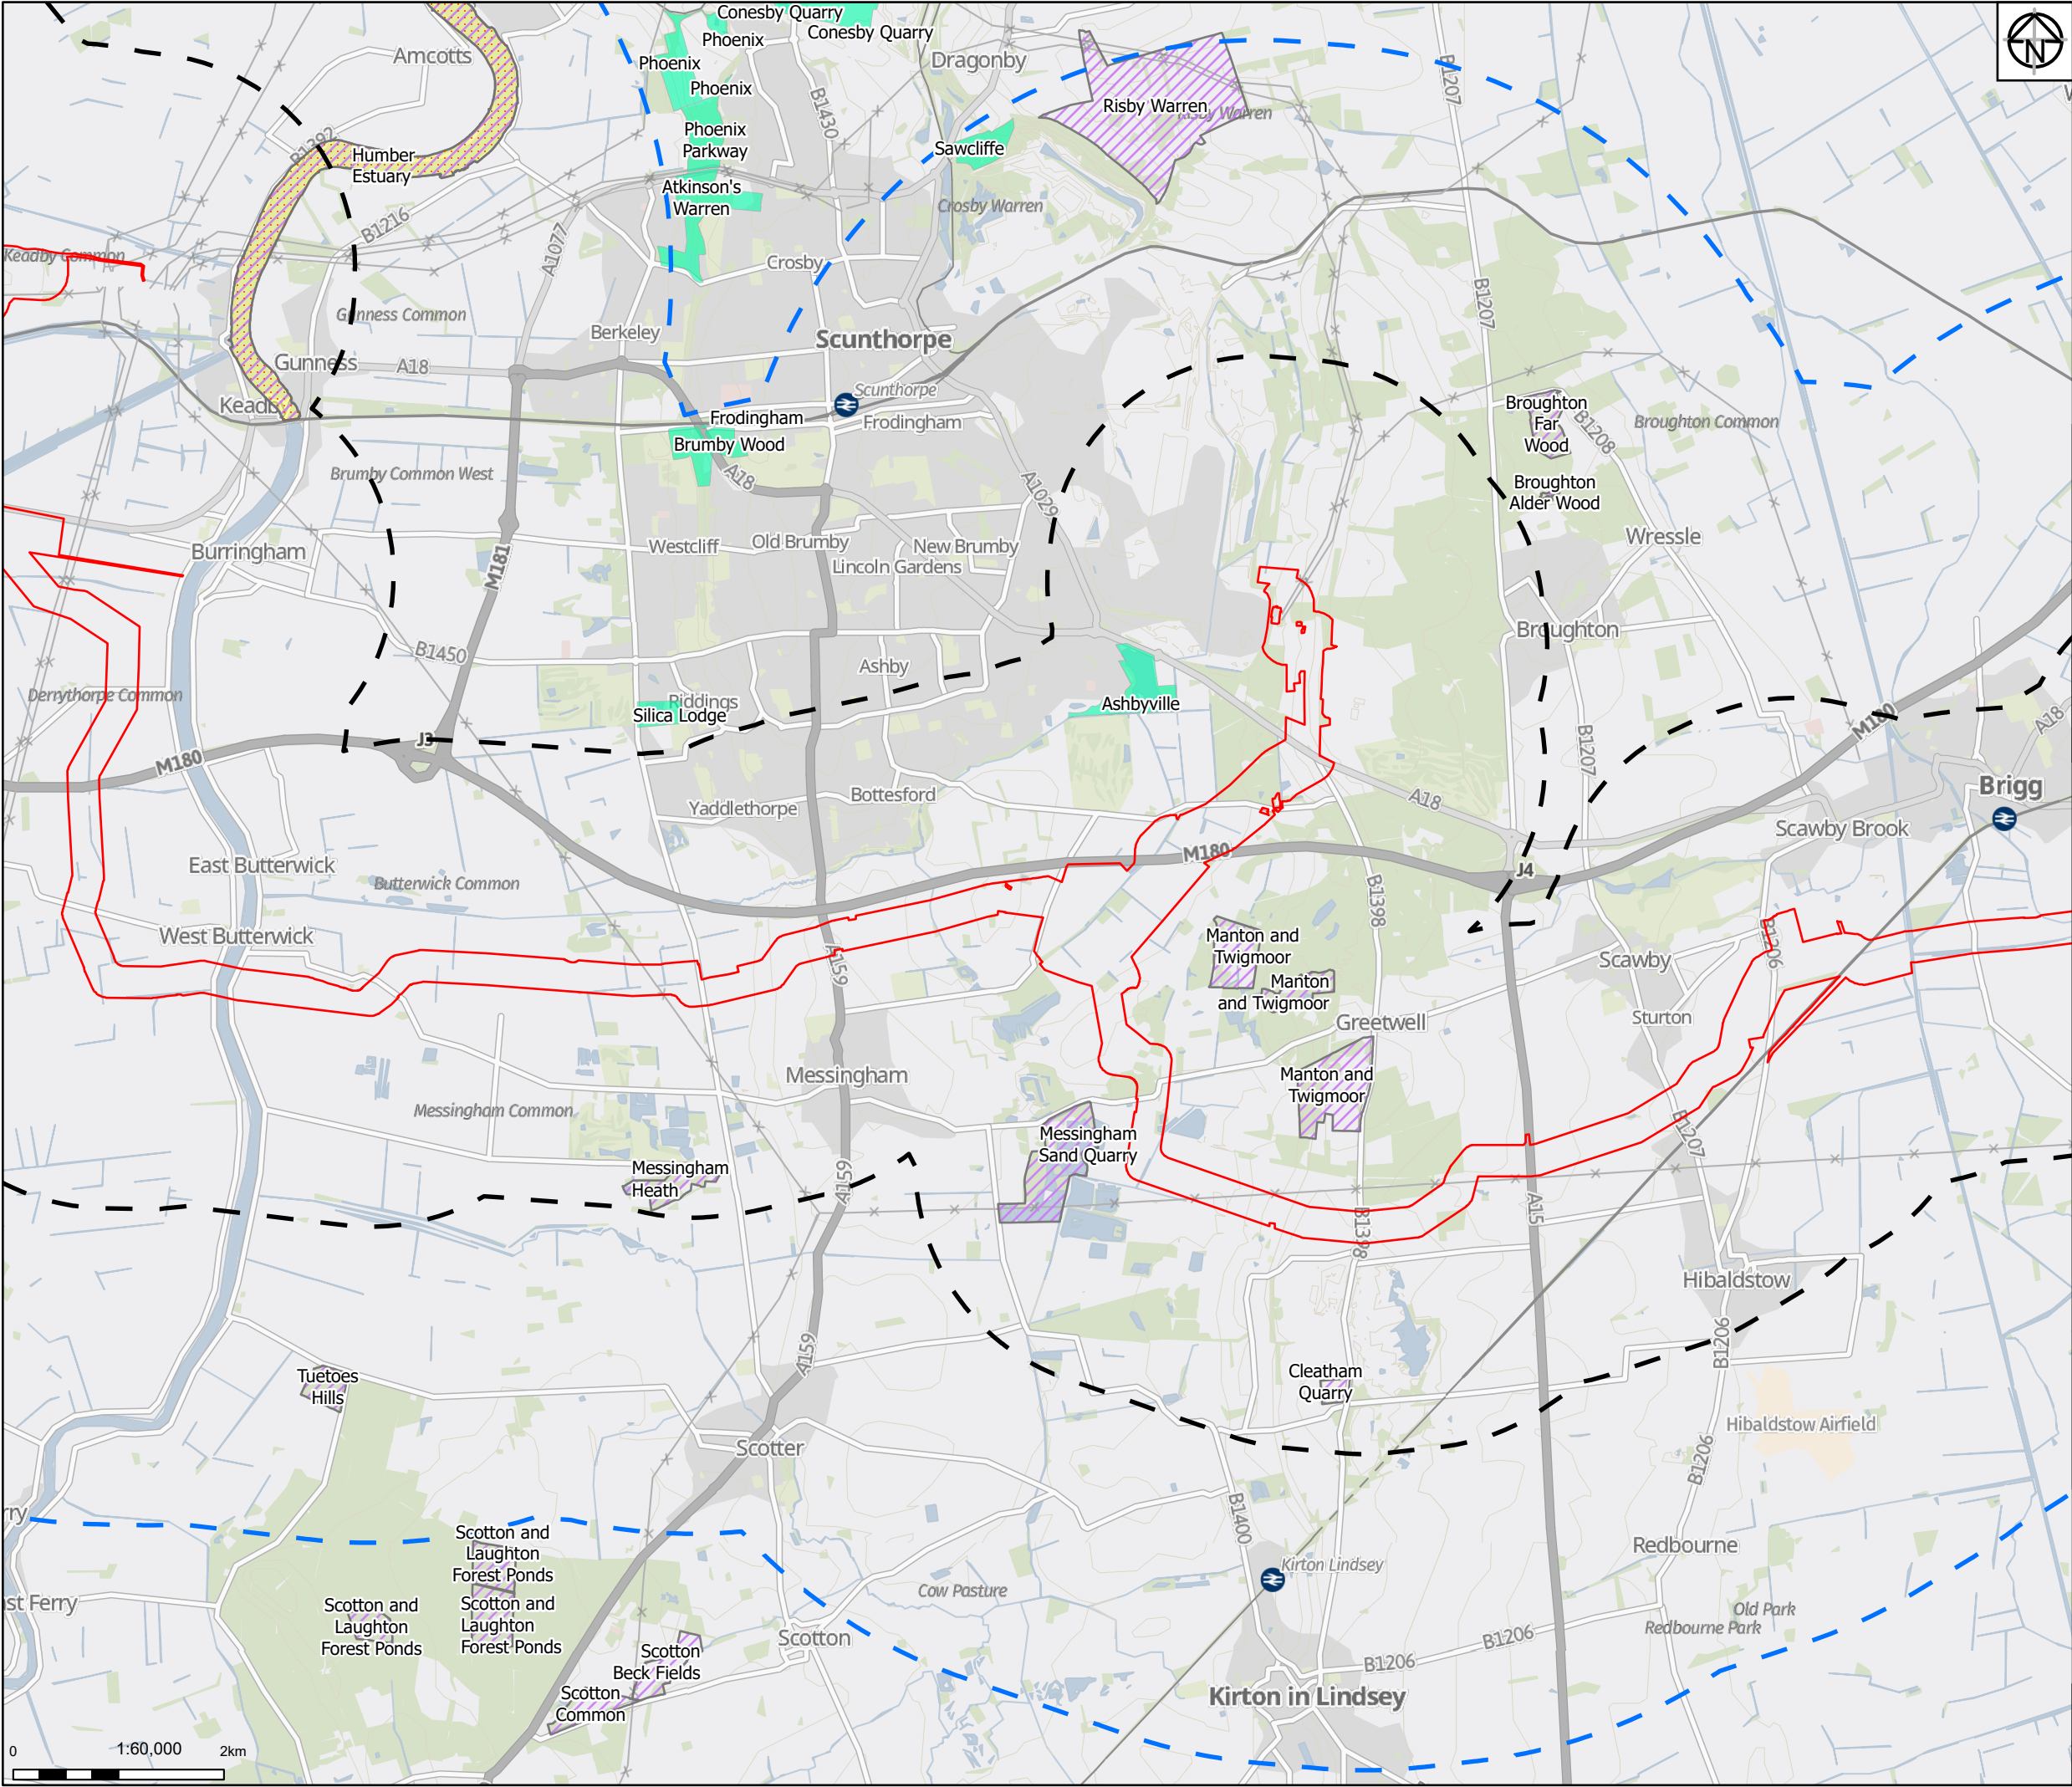 Conesby Quarry
Conesby Quarry
Phoenix
Phoenix
Phoenix
Amcotts
Dragonby
B1430
B1207
N
Risby Warren
Risby Warren
Phoenix
Parkway
Sawcliffe
B1392
Humber
Estuary
Atkinson's
Warren
Crosby Warren
B1216
A1077
Keadby Common
Crosby
Gunness Common
B1207
Berkeley
Scunthorpe
Gunness
A18
Scunthorpe
Keadby
Frodingham
Frodingham
Brumby Wood
Broughton
Far
Wood
B1208
Broughton Common
Brumby Common West
A18
A1029
Broughton
Alder Wood
Burringham
M181
Westcliff
Old Brumby
New Brumby
Lincoln Gardens
Wressle
B1450
Broughton
Ashby
Derrythorpe Common
Riddings
Silica Lodge
Ashbyville
J3
M180
M180
A18
B1207
Yaddlethorpe
Bottesford
A18
Brigg
Scawby Brook
M180
East Butterwick
Butterwick Common
J4
B1398
West Butterwick
A159
Manton and
Twigmoor
Manton
and Twigmoor
B1206
Scawby
Greetwell
Sturton
Messingham
Manton and
Twigmoor
Messingham Common
Messingham
Sand Quarry
B1207
Messingham
Heath
A159
B1398
A15
Hibaldstow
A159
B1206
Tuetoes
Hills
Cleatham
Quarry
Hibaldstow Airfield
Scotter
B1206
B1400
Scotton and
Laughton
Forest Ponds
Redbourne
Kirton Lindsey
Cow Pasture
Scotton and
Laughton
Forest Ponds
Scotton and
Laughton
Forest Ponds
Old Park
Redbourne Park
Scotton
Scotton
Beck Fields
B1206
B1206
Scotton
Common
Kirton in Lindsey
0
1:60,000
2km